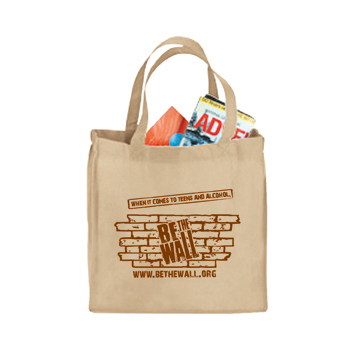 AD
WHEN IT COMES TO TEENS AND ALCOHOL,
BE THE
WALL
WWW.BETHEWALL.ORG